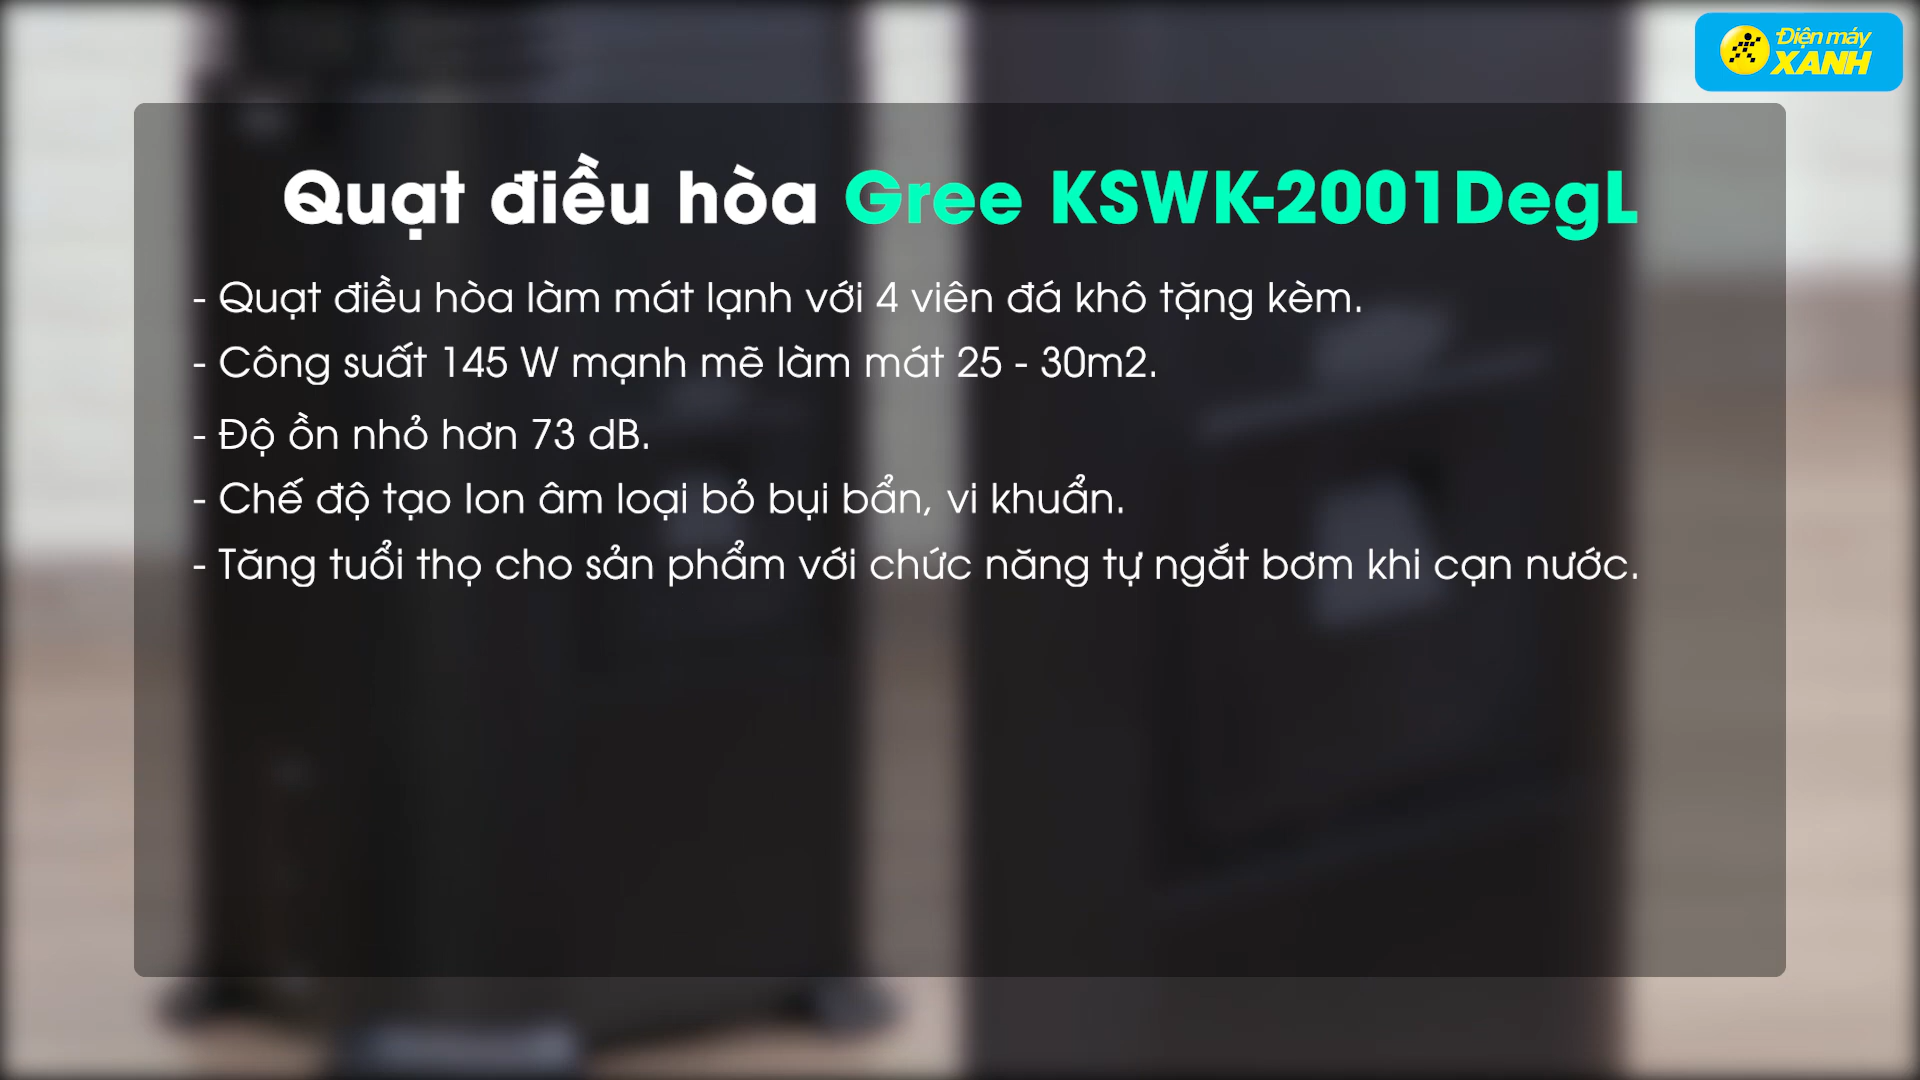 Điện máy
XANH
Quạt điều hòa Gree KSWK-2001DegL
- Quạt điều hòa làm mát lạnh với 4 viên đá khô tặng kèm.
- Công suất 145 W mạnh mẽ làm mát 25 - 30m2.
- Độ ồn nhỏ hơn 73 dB.
- Chế độ tạo Ion âm loại bỏ bụi bẩn, vi khuẩn.
- Tăng tuổi thọ cho sản phẩm với chức năng tự ngắt bơm khi cạn nước.